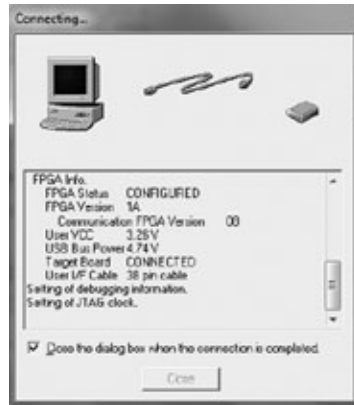 Connecting...
FPGA Info.
FPGA Status CONFIGURED
FPGA Version 1A
Communication FPGA Version 0B
User VCC 3.26 V
USB Bus Power 4.74 V
Target Board CONNECTED
User I/F Cable 38 pin cable
Setting of debugging information.
Setting of JTAG clock.
Close the dialog box when the connection is completed.
Close